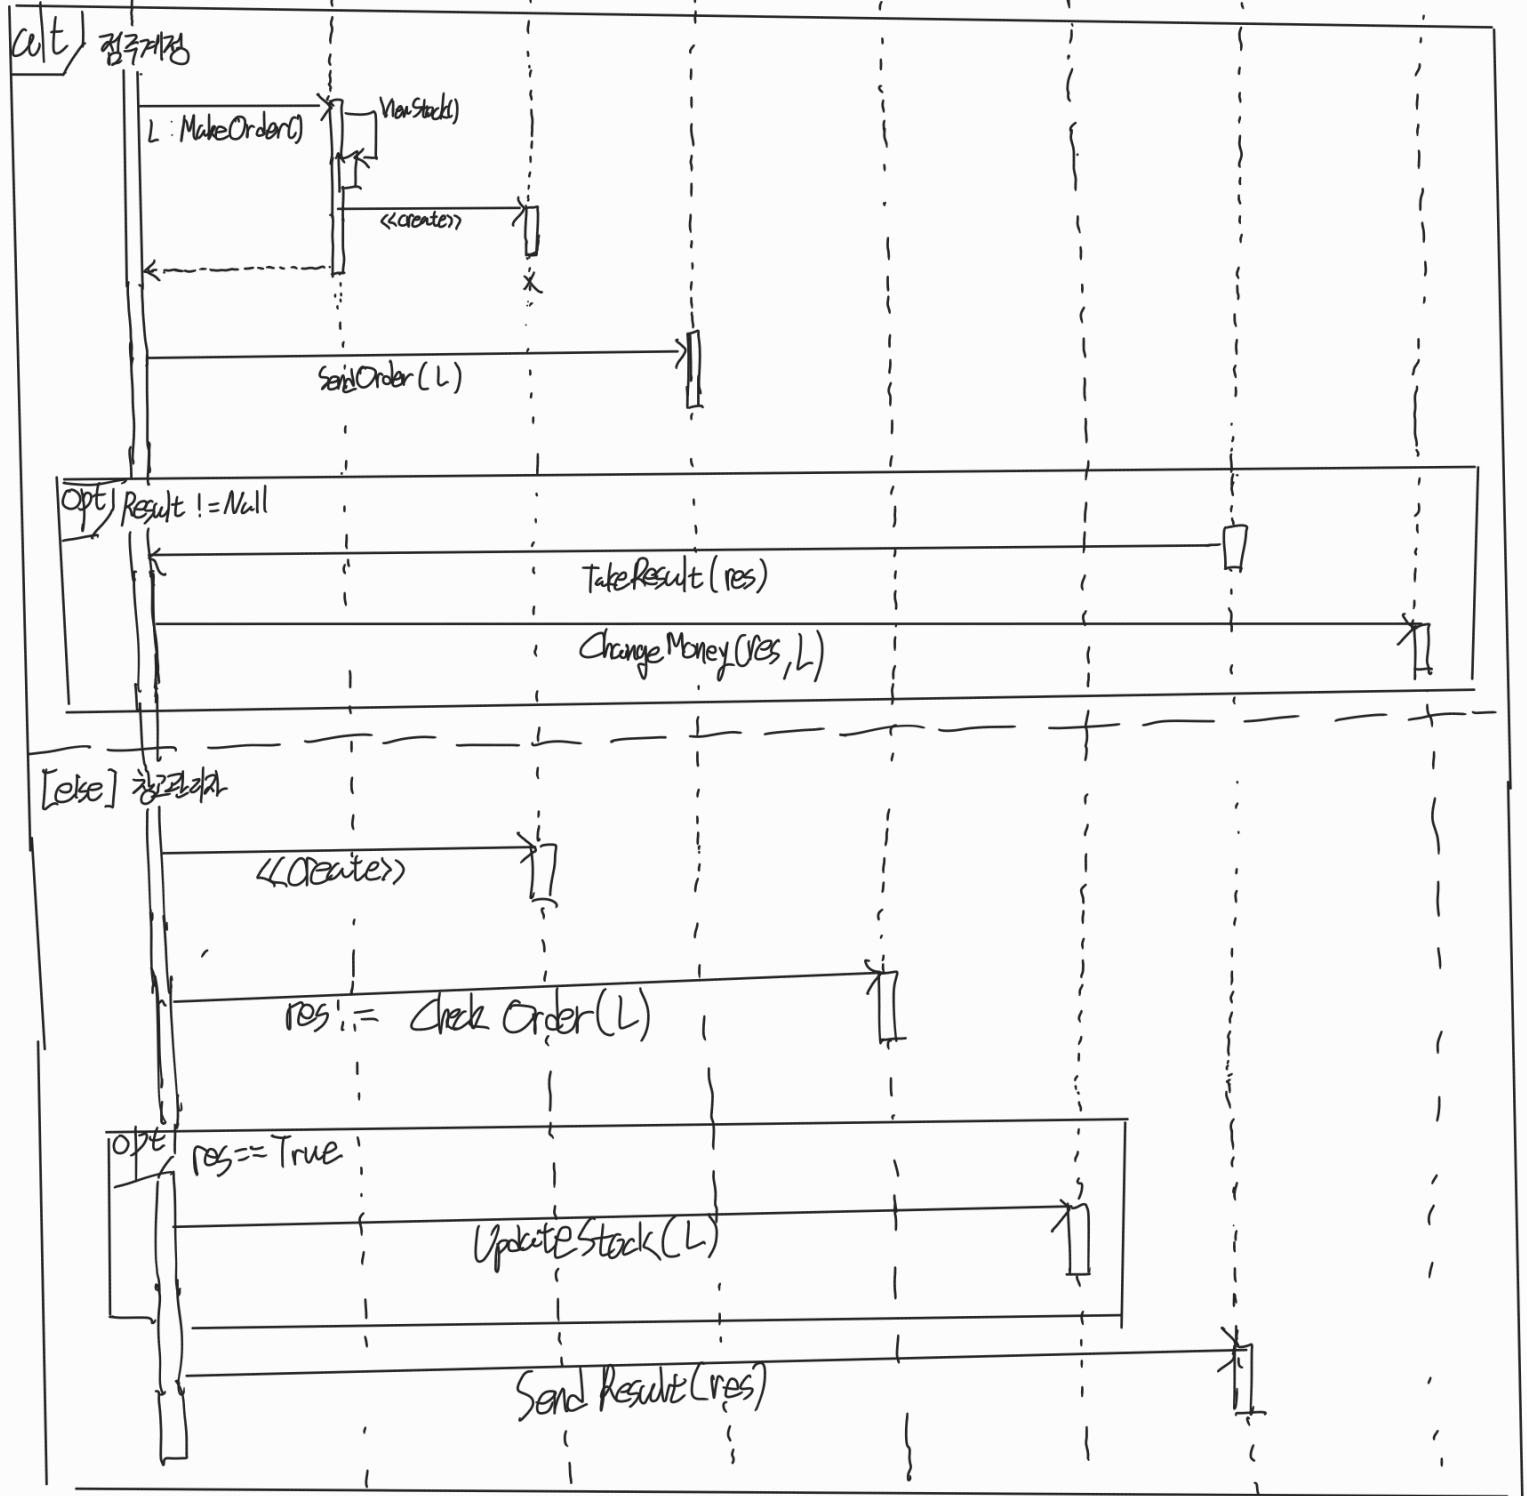 alt
점주계정
ViewStock()
L : MakeOrder()
<<create>>
SendOrder(L)
opt
Result != Null
TakeResult(res)
ChangeMoney(res,L)
[else] 창고관리자
<<create>>
res := Check Order(L)
opt
res==True
UpdateStock(L)
Send Result(res)